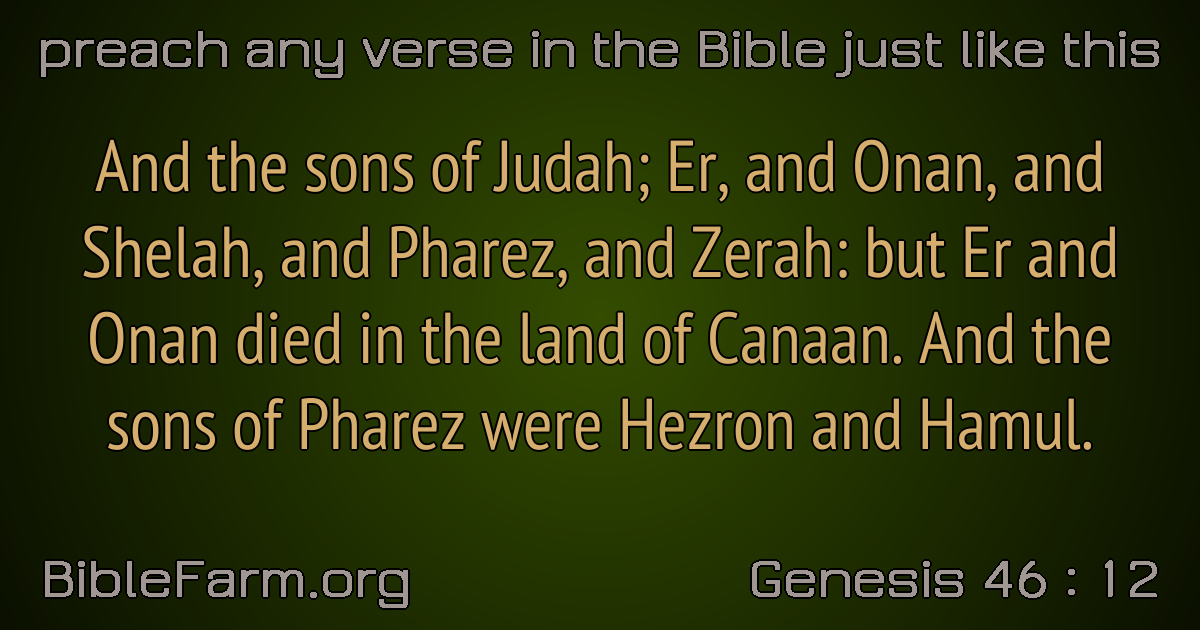 preach any verse in the Bible just like this
And the sons of Judah; Er, and Onan, and
Shelah, and Pharez, and Zerah: but Er and
Onan died in the land of Canaan. And the
sons of Pharez were Hezron and Hamul.
BibleFarm.org
Genesis 46 : 12